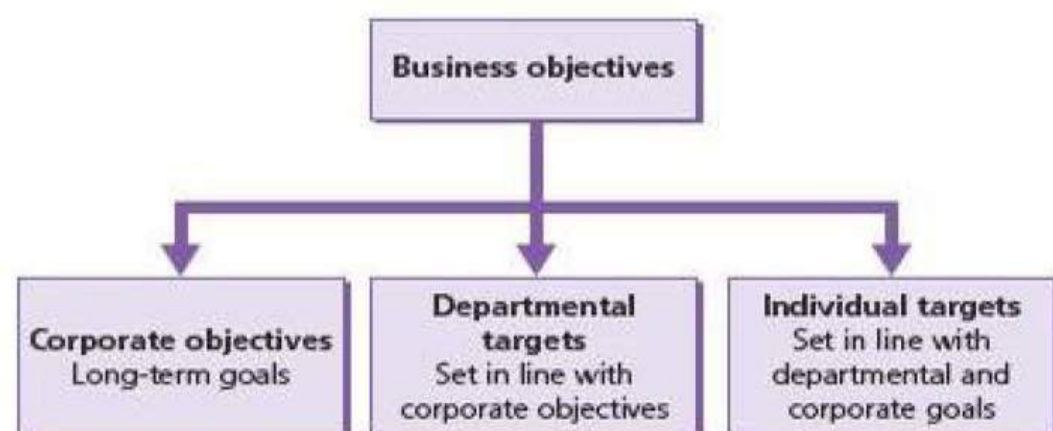 Business objectives
Corporate objectives
Long-term goals
Departmental
targets
Set in line with
corporate objectives
Individual targets
Set in line with
departmental and
corporate goals